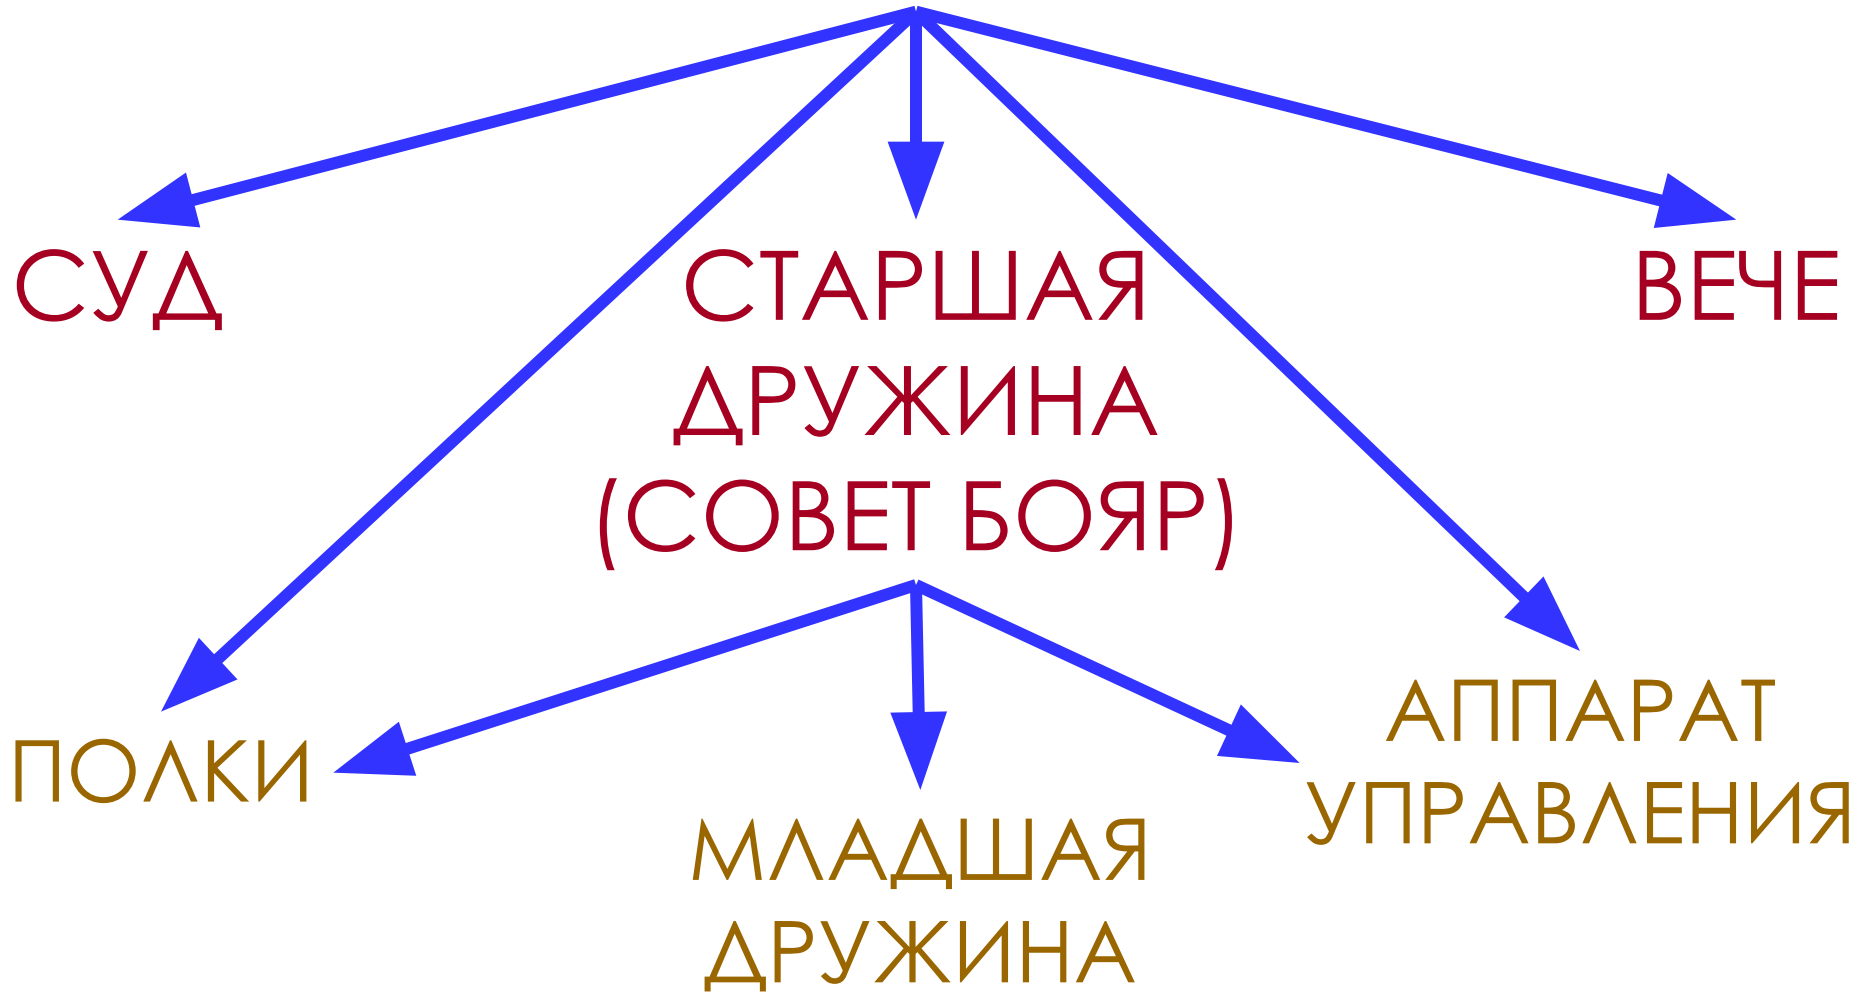 СУД
СТАРШАЯ
ДРУЖИНА
(СОВЕТ БОЯР)
ВЕЧЕ
ПОЛКИ
МЛАДШАЯ
ДРУЖИНА
АППАРАТ
УПРАВЛЕНИЯ